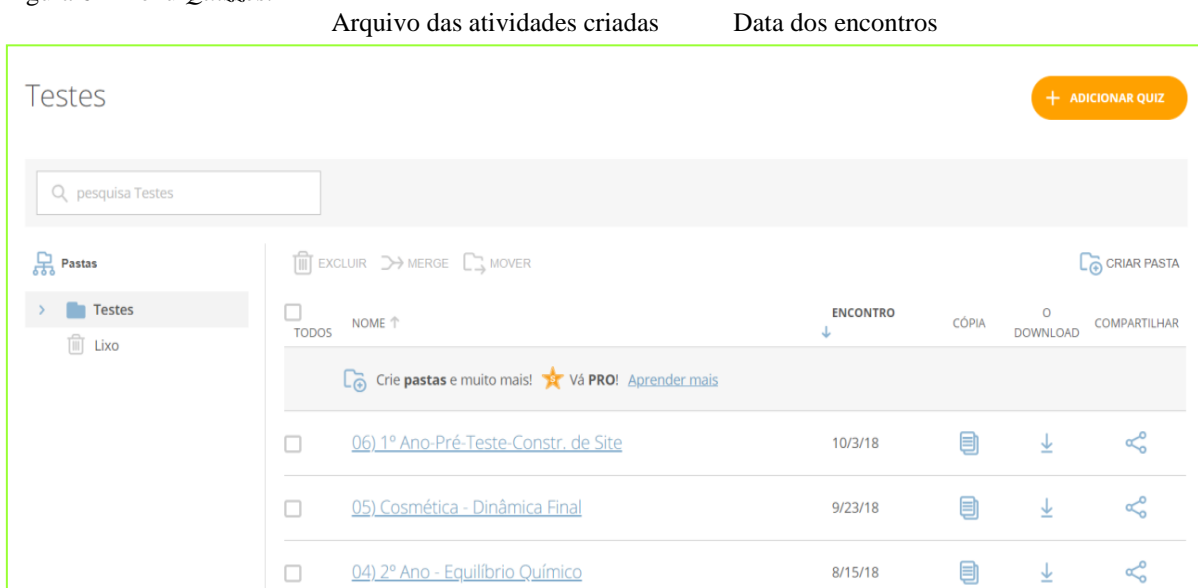 Arquivo das atividades criadas Data dos encontros
Testes
+ ADICIONAR QUIZ
pesquisa Testes
Pastas
EXCLUIR MERGE MOVER
CRIAR PASTA
Testes
Lixo
TODOS NOME ENCONTRO CÓPIA O DOWNLOAD COMPARTILHAR
Crie pastas e muito mais! S Vá PRO! Aprender mais
06) 1º Ano-Pré-Teste-Constr. de Site 10/3/18
05) Cosmética - Dinâmica Final 9/23/18
04) 2º Ano - Equilíbrio Químico 8/15/18